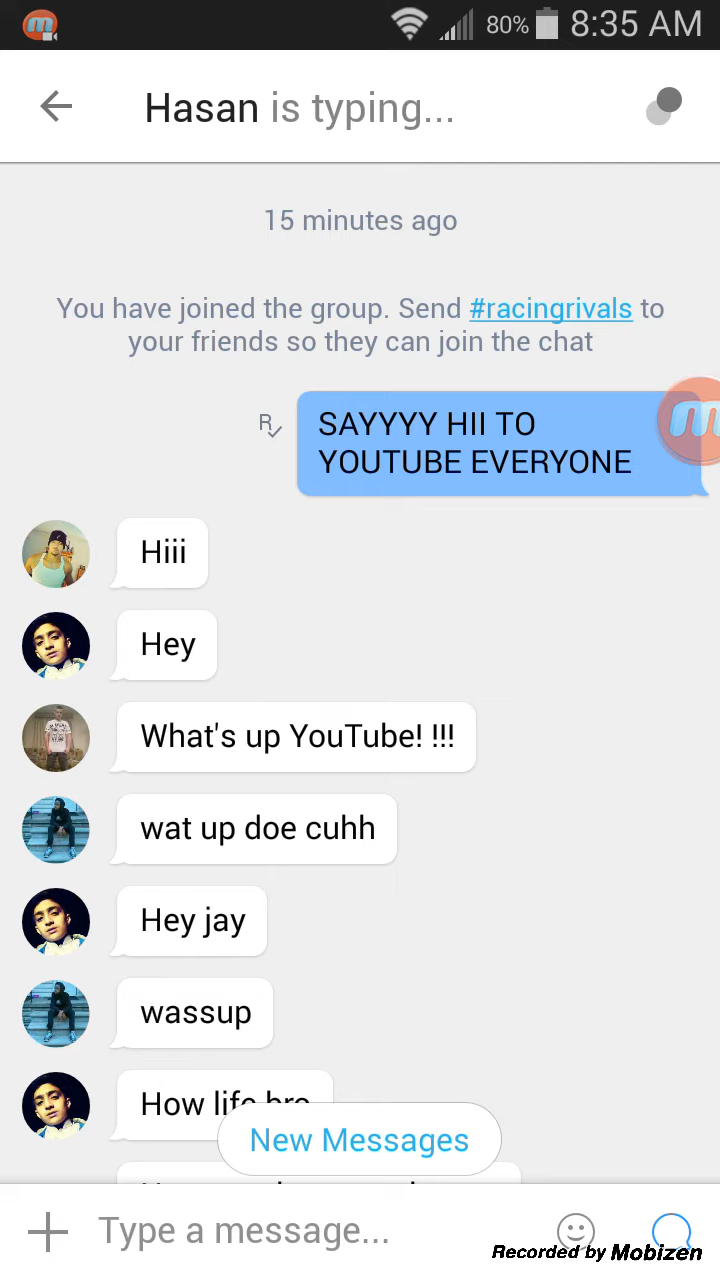 80% 8:35 AM
Hasan is typing...
15 minutes ago
You have joined the group. Send #racingrivals to
your friends so they can join the chat
R
SAYYYY HII TO
YOUTUBE EVERYONE
Hiii
Hey
What's up YouTube! !!!
wat up doe cuhh
Hey jay
wassup
How life bro
New Messages
Type a message...
Recorded by Mobizen